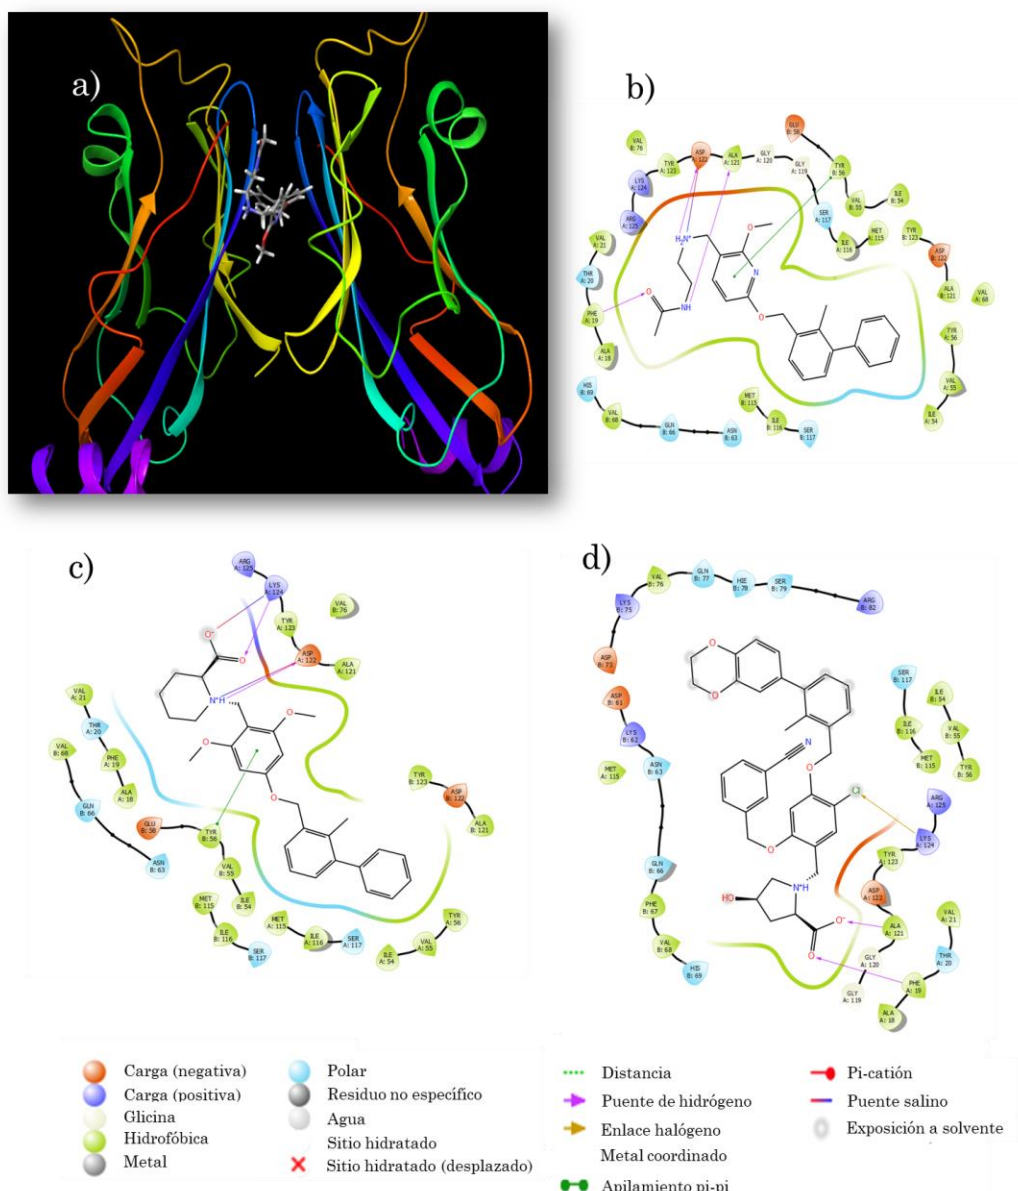 a)
b)
GLU
B: 58
VAL
B: 76
TYR
A: 123
ASP
A: 122
ALA
A: 121
GLY
A: 120
GLY
A: 119
TYR
B: 56
LYS
A: 124
ARG
A: 125
SER
A: 117
VAL
B: 55
ILE
B: 54
VAL
A: 21
ILE
A: 116
MET
A: 115
TYR
B: 123
ASP
B: 122
THR
A: 20
ALA
B: 121
VAL
A: 68
PHE
A: 19
ALA
A: 18
H₂N⁺
O
O
N
NH
O
TYR
A: 56
VAL
A: 55
ILE
A: 54
HIS
B: 69
VAL
B: 68
GLN
B: 66
ASN
B: 63
MET
B: 115
ILE
B: 116
SER
B: 117
c)
ARG
A: 125
LYS
A: 124
VAL
B: 76
TYR
A: 123
ASP
A: 122
ALA
A: 121
O⁻
O
N⁺H
O
O
O
VAL
A: 21
THR
A: 20
PHE
A: 19
ALA
A: 18
VAL
B: 68
GLN
B: 66
ASN
B: 63
GLU
B: 58
TYR
B: 56
VAL
B: 55
ILE
B: 54
TYR
B: 123
ASP
B: 122
ALA
B: 121
MET
B: 115
ILE
B: 116
SER
B: 117
MET
A: 115
ILE
A: 116
SER
A: 117
ILE
A: 54
VAL
A: 55
TYR
A: 56
d)
VAL
B: 76
GLN
B: 77
HIE
B: 78
SER
B: 79
ARG
B: 82
LYS
B: 75
ASP
B: 73
ASP
B: 61
LYS
B: 62
ASN
B: 63
MET
A: 115
GLN
B: 66
PHE
B: 67
VAL
B: 68
HIS
B: 69
O
O
N
O
Cl
O
HO
N⁺H
O⁻
O
SER
B: 117
ILE
B: 116
MET
B: 115
ILE
B: 54
VAL
B: 55
TYR
B: 56
ARG
A: 125
LYS
A: 124
TYR
A: 123
ASP
A: 122
ALA
A: 121
GLY
A: 120
GLY
A: 119
VAL
A: 21
THR
A: 20
PHE
A: 19
ALA
A: 18
Carga (negativa)
Carga (positiva)
Glicina
Hidrofóbica
Metal
Polar
Residuo no específico
Agua
Sitio hidratado
Sitio hidratado (desplazado)
Distancia
Puente de hidrógeno
Enlace halógeno
Metal coordinado
Apilamiento pi-pi
Pi-catión
Puente salino
Exposición a solvente